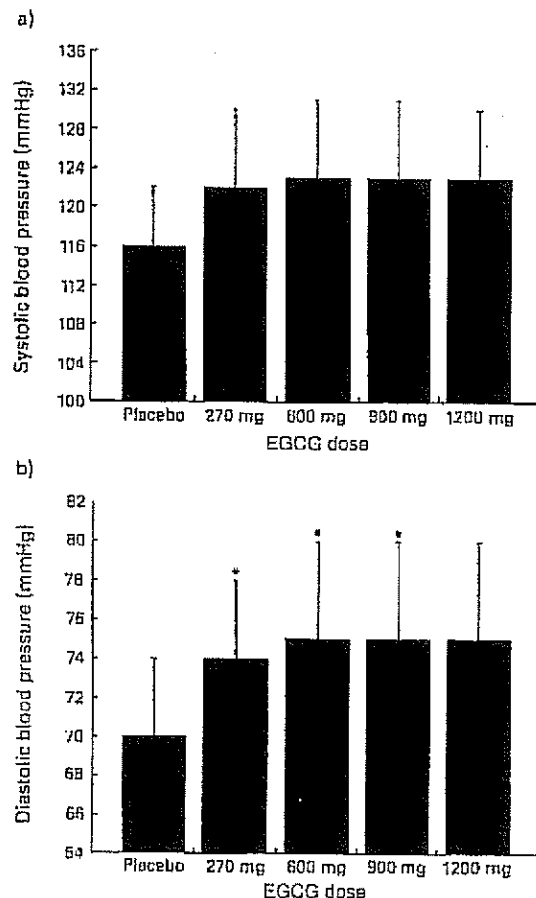 a)
Systolic blood pressure (mmHg)
136
132
128
124
120
116
112
108
104
100
Placebo 270 mg 600 mg 900 mg 1200 mg
EGCG dose
b)
Diastolic blood pressure (mmHg)
82
80
78
76
74
72
70
68
66
64
* * *
Placebo 270 mg 600 mg 900 mg 1200 mg
EGCG dose